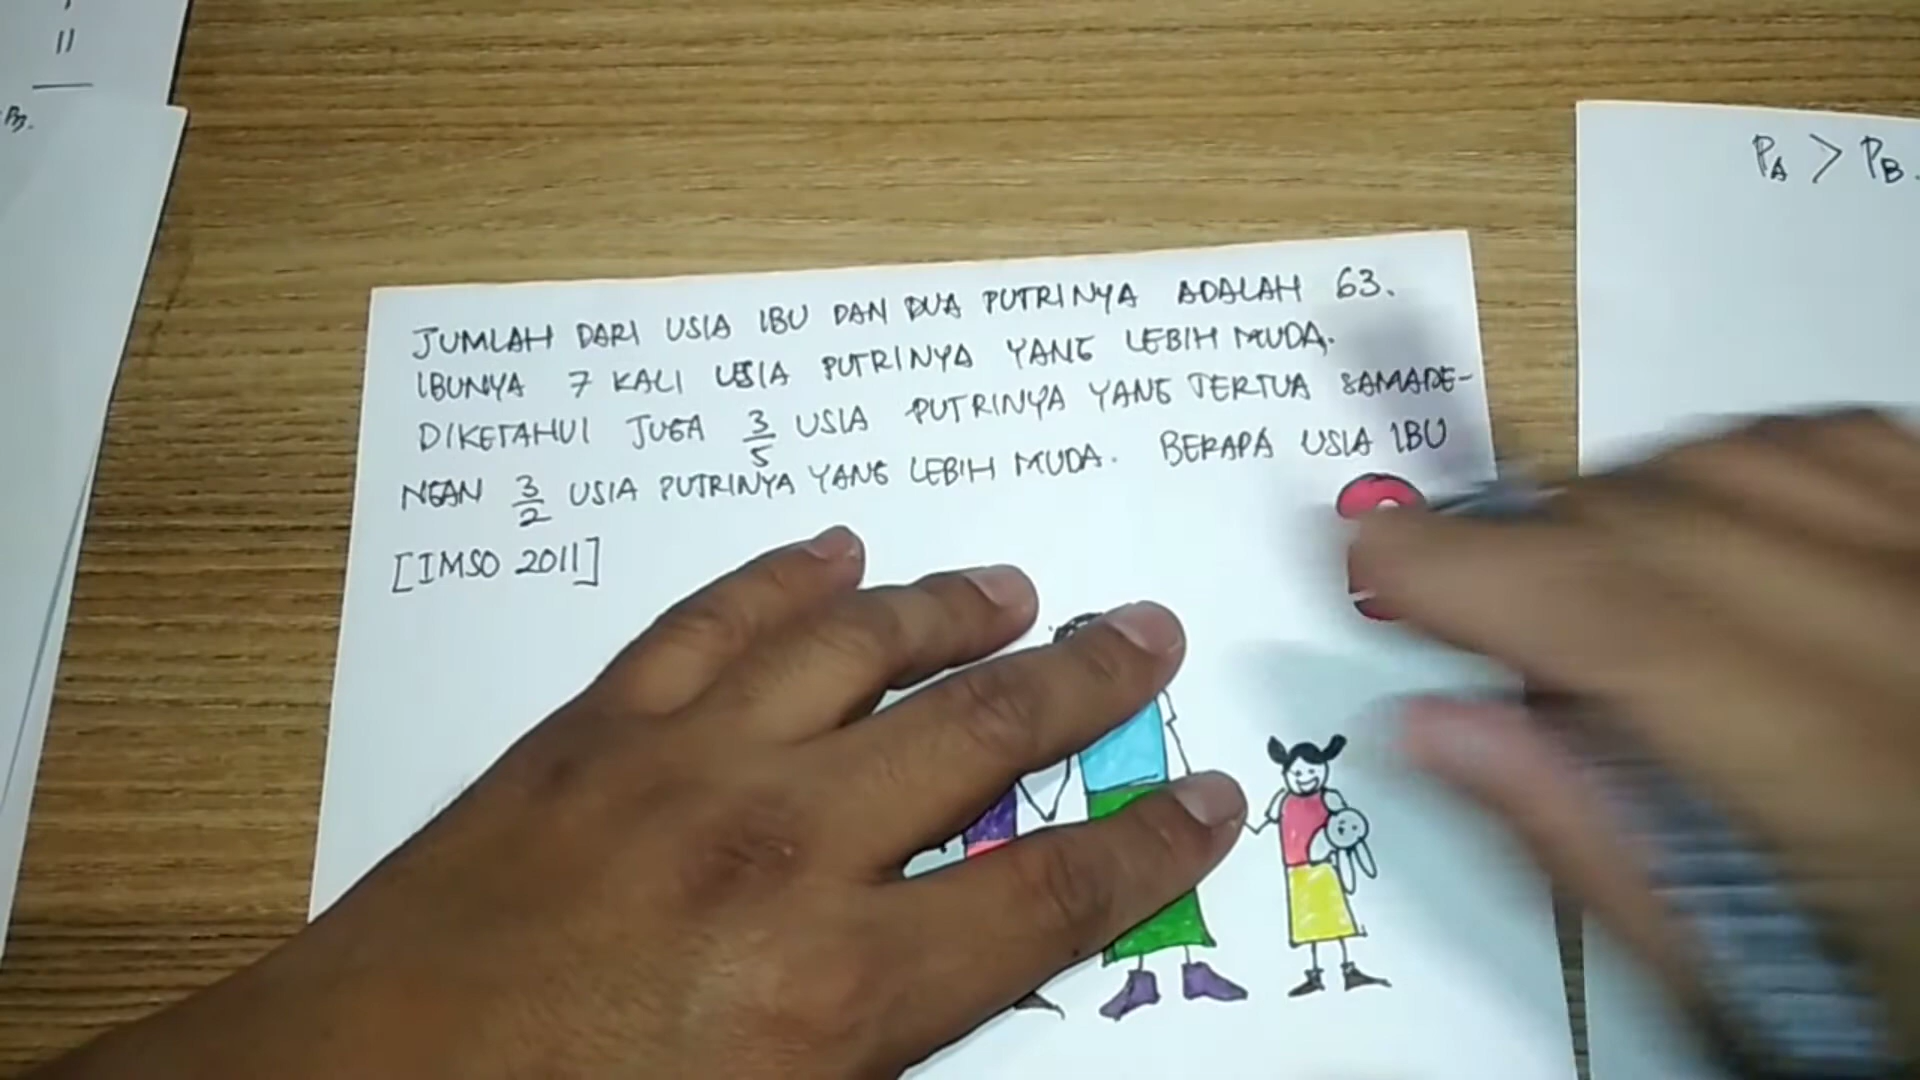 11
P_A > P_B.
JUMLAH DARI USIA IBU DAN DUA PUTRINYA ADALAH 63.
IBUNYA 7 KALI USIA PUTRINYA YANG LEBIH MUDA.
DIKETAHUI JUGA 3/5 USIA PUTRINYA YANG TERTUA SAMADE-
NGAN 3/2 USIA PUTRINYA YANG LEBIH MUDA. BERAPA USIA IBU
[IMSO 2011]